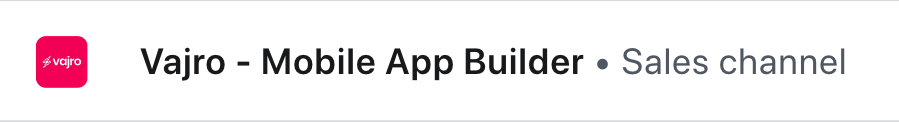 vajro
Vajro - Mobile App Builder • Sales channel